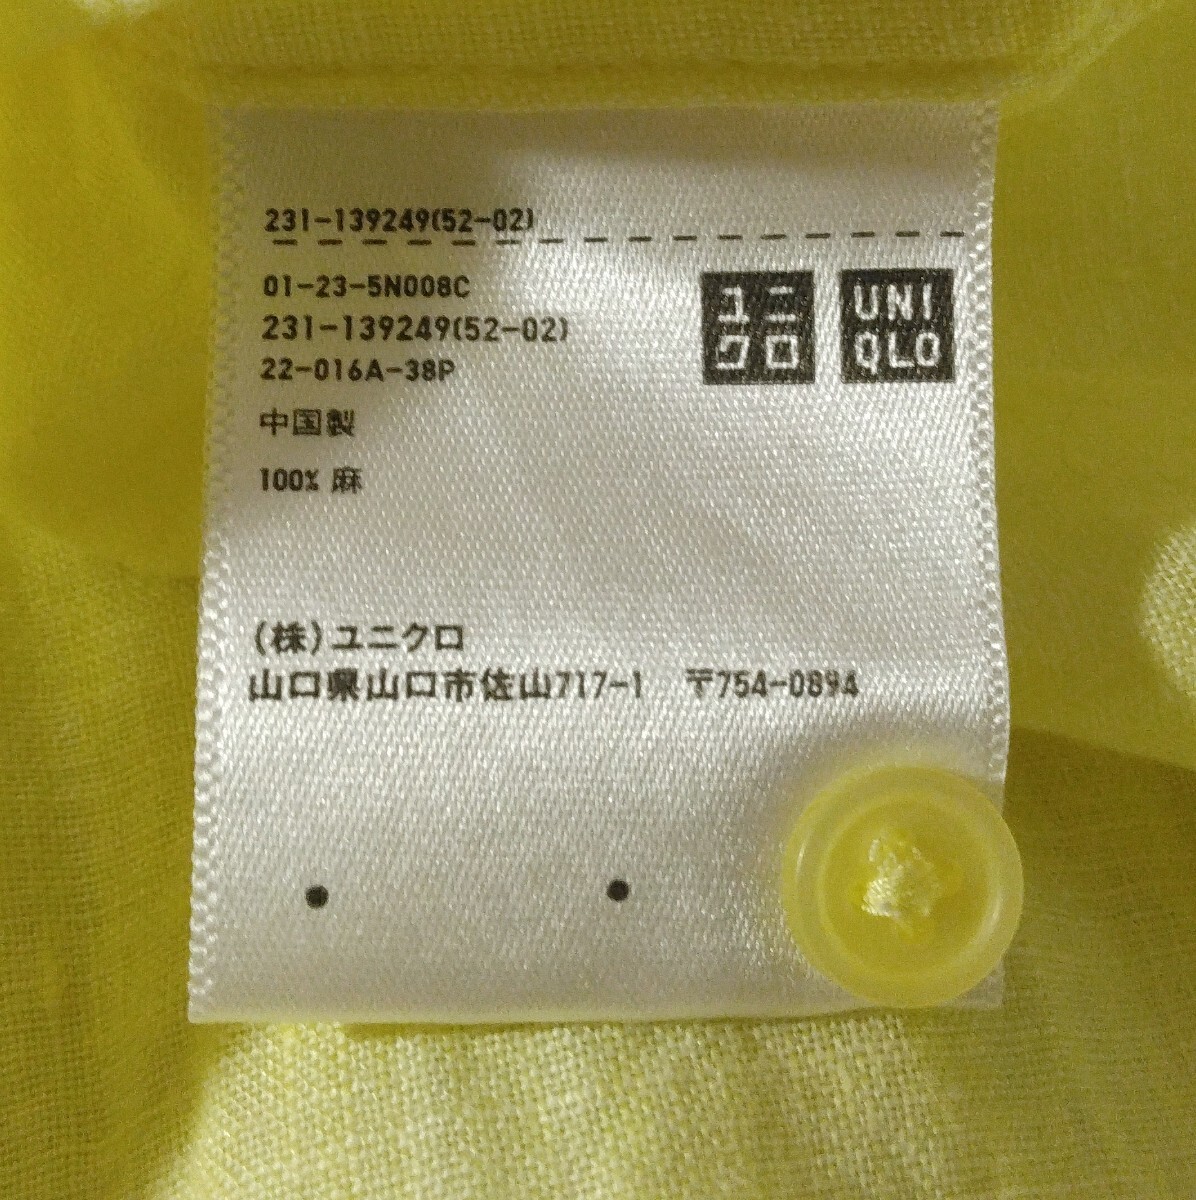 231-139249(52-02)
01-23-5N008C
231-139249(52-02)
22-016A-38P
中国製
100% 麻
ユニ
クロ
UNI
QLO
(株)ユニクロ
山口県山口市佐山717-1 〒754-0894